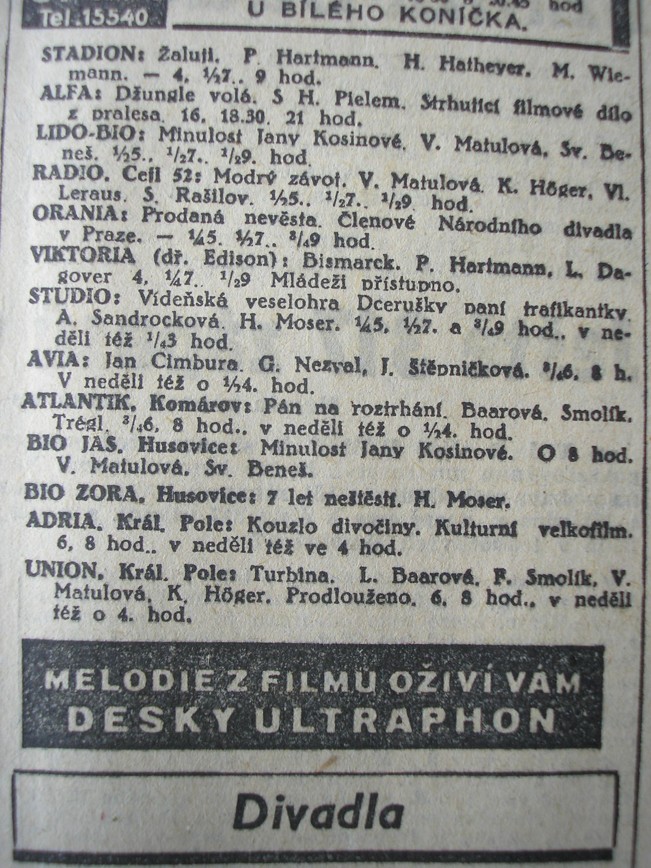 Tel.15540
hod
U BÍLÉHO KONÍČKA.
STADION: Žaluji. P. Hartmann. H. Hatheyer. M. Wie-
mann. — 4. ½7.. 9 hod.
ALFA: Džungle volá. S H. Pielem. Strhující filmové dílo
z pralesa. 16. 18.30. 21 hod.
LIDO-BIO: Minulost Jany Kosinové. V. Matulová. Sv. Be-
neš. ½5.. ½7.. ½9. hod.
RADIO. Cejl 52: Modrý závoj. V. Matulová. K. Höger. Vl.
Leraus. S. Rašilov. ½5.. ½7.. ½9. hod.
ORANIA: Prodaná nevěsta. Členové Národního divadla
v Praze. — ¼5. ½7.. ¾9 hod.
VIKTORIA (dř. Edison): Bismarck. P. Hartmann. L. Da-
gover 4. ¼7. ½9 Mládeži přístupno.
STUDIO: Vídeňská veselohra Dcerušky paní trafikantky.
A. Sandrocková. H. Moser. ¼5. ½7. a ¾9 hod.. v ne-
děli též ½3 hod.
AVIA: Jan Cimbura. G. Nezval. J. Štěpničková. ¾6. 8 h.
V neděli též o ½4. hod.
ATLANTIK. Komárov: Pán na roztrhání. Baarová. Smolík.
Trégl. ¾6. 8 hod.. v neděli též o ½4. hod.
BIO JAS. Husovice: Minulost Jany Kosinové. O 8 hod.
V. Matulová. Sv. Beneš.
BIO ZORA. Husovice: 7 let neštěstí. H. Moser.
ADRIA. Král. Pole: Kouzlo divočiny. Kulturní velkofilm.
6. 8 hod.. v neděli též ve 4 hod.
UNION. Král. Pole: Turbina. L. Baarová. F. Smolík. V.
Matulová. K. Höger. Prodlouženo. 6. 8 hod.. v neděli
též o 4. hod.
MELODIE Z FILMU OŽIVÍ VÁM
DESKY ULTRAPHON
Divadla